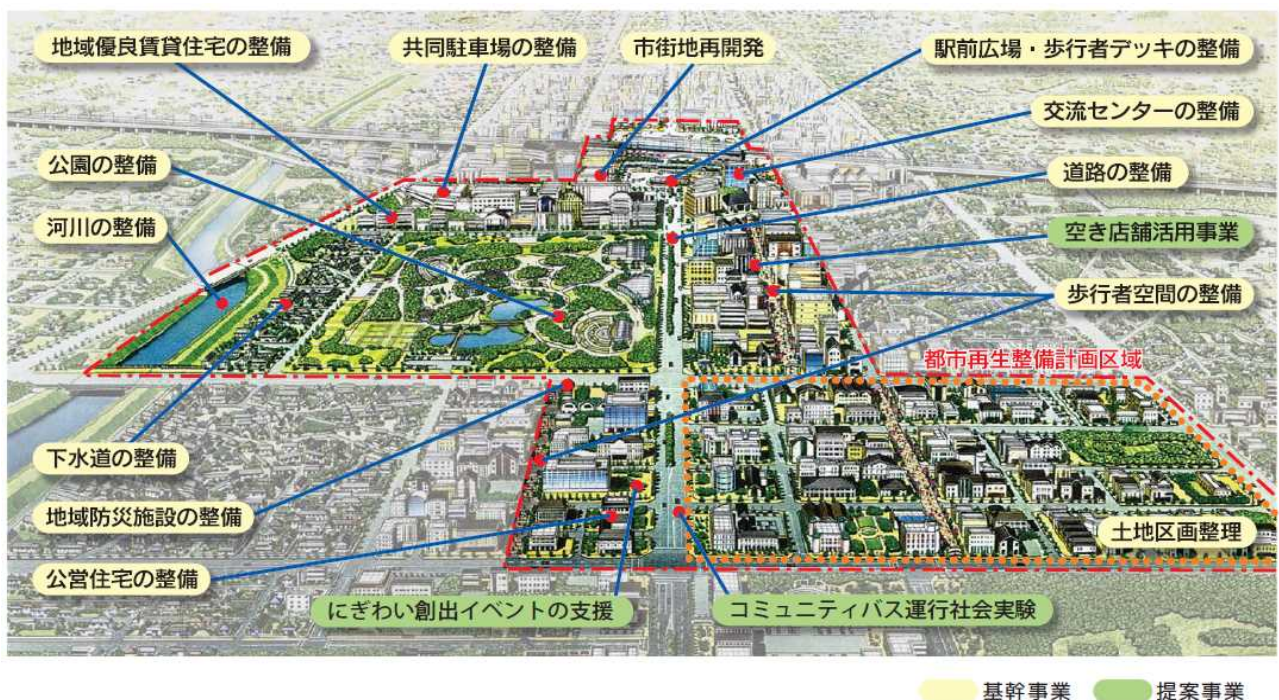 地域優良賃貸住宅の整備
共同駐車場の整備
市街地再開発
駅前広場・歩行者デッキの整備
交流センターの整備
公園の整備
道路の整備
河川の整備
空き店舗活用事業
歩行者空間の整備
都市再生整備計画区域
下水道の整備
地域防災施設の整備
土地区画整理
公営住宅の整備
にぎわい創出イベントの支援
コミュニティバス運行社会実験
基幹事業
提案事業